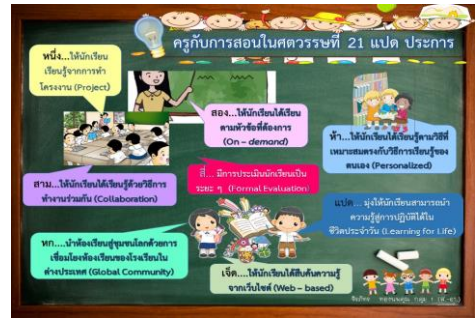 ครูกับการสอนในศตวรรษที่ 21 แปด ประการ
หนึ่ง...ให้นักเรียน
เรียนรู้จากการทำ
โครงงาน (Project)
สอง...ให้นักเรียนได้เรียน
ตามหัวข้อที่ต้องการ
(On – demand)
สาม...ให้นักเรียนได้เรียนรู้ด้วยวิธีการ
ทำงานร่วมกัน (Collaboration)
สี่... มีการประเมินนักเรียนเป็น
ระยะ ๆ (Formal Evaluation)
ห้า...ให้นักเรียนได้เรียนรู้ตามวิธีที่
เหมาะสมตรงกับวิธีการเรียนรู้ของ
ตนเอง (Personalized)
หก....นำห้องเรียนสู่ชุมชนโลกด้วยการ
เชื่อมโยงห้องเรียนของโรงเรียนใน
ต่างประเทศ (Global Community)
เจ็ด....ให้นักเรียนได้สืบค้นความรู้
จากเว็บไซต์ (Web – based)
แปด... มุ่งให้นักเรียนสามารถนำ
ความรู้สู่การปฏิบัติได้ใน
ชีวิตประจำวัน (Learning for Life)